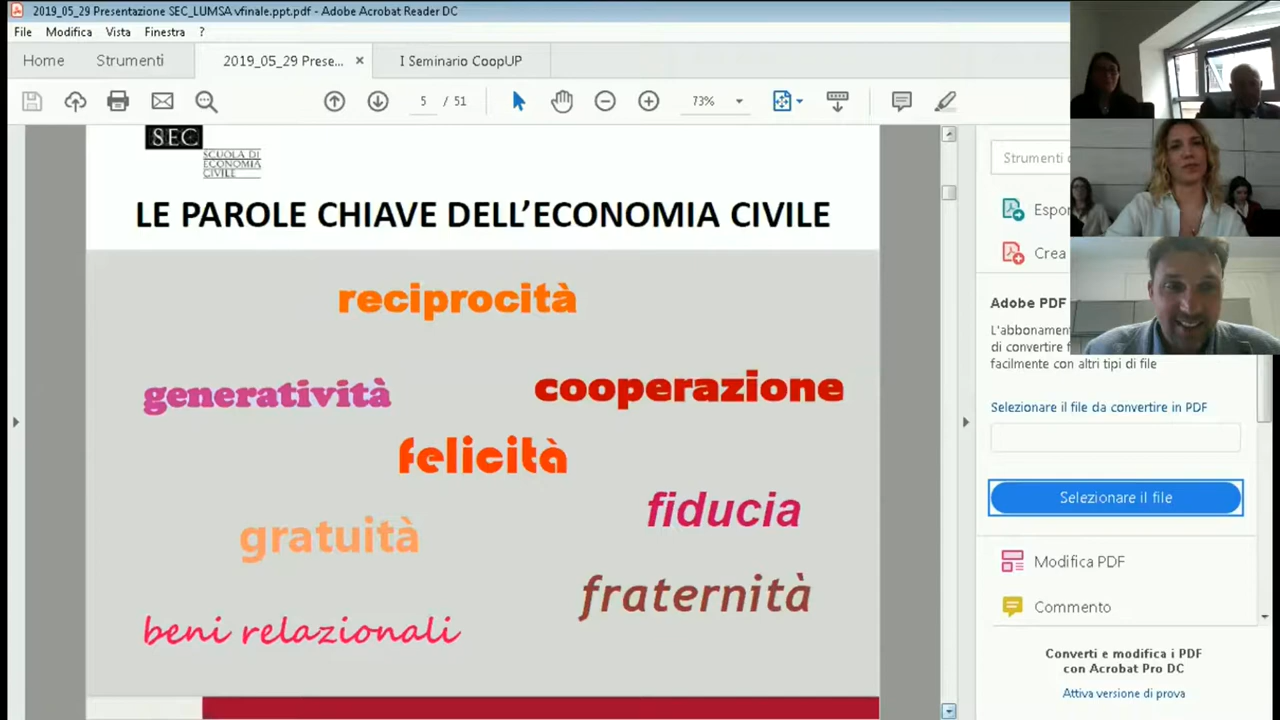 2019_05_29 Presentazione SEC_LUMSA vfinale.ppt.pdf - Adobe Acrobat Reader DC
File Modifica Vista Finestra ?
Home Strumenti 2019_05_29 Prese... × I Seminario CoopUP
5 / 51 73%
SEC
SCUOLA DI
ECONOMIA
CIVILE
LE PAROLE CHIAVE DELL'ECONOMIA CIVILE
reciprocità
generatività
cooperazione
felicità
fiducia
gratuità
fraternità
beni relazionali
Strumenti
Espor
Crea
Adobe PDF
L'abbonament
di convertire f
facilmente con altri tipi di file
Selezionare il file da convertire in PDF
Selezionare il file
Modifica PDF
Commento
Converti e modifica i PDF
con Acrobat Pro DC
Attiva versione di prova